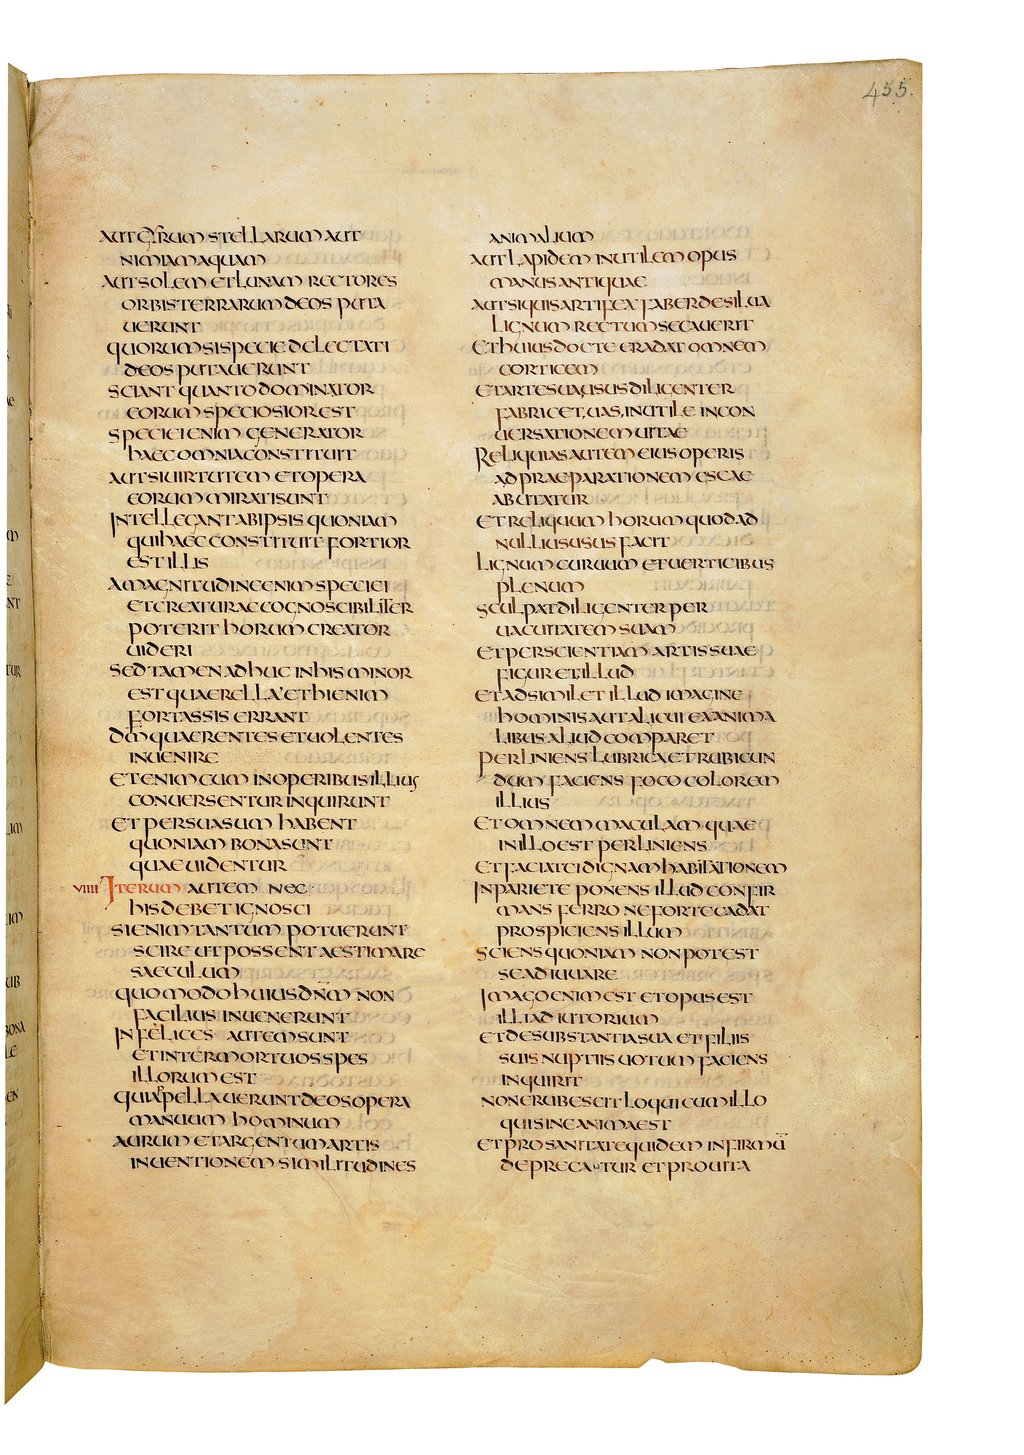 455.
AUT GYRUM STELLARUM AUT
NIMIAM AQUAM
AUT SOLEM ET LUNAM RECTORES
ORBIS TERRARUM DEOS PUTA
UERUNT
QUORUM SI SPECIE DELECTATI
DEOS PUTAUERUNT
SCIANT QUANTO DOMINATOR
EORUM SPECIOSIOR EST
SPECIEI ENIM GENERATOR
HAEC OMNIA CONSTITUIT
AUT SI UIRTUTEM ET OPERA
EORUM MIRATI SUNT
INTELLEGANT AB IPSIS QUONIAM
QUI HAEC CONSTITUIT FORTIOR
EST ILLIS
A MAGNITUDINE ENIM SPECIEI
ET CREATURAE COGNOSCIBILITER
POTERIT HORUM CREATOR
UIDERI
SED TAMEN ADHUC IN HIS MINOR
EST QUAERELLA ET HI ENIM
FORTASSIS ERRANT
DM QUAERENTES ET UOLENTES
INUENIRE
ETENIM CUM IN OPERIBUS ILLIUS
CONUERSENTUR INQUIRUNT
ET PERSUASUM HABENT
QUONIAM BONA SUNT
QUAE UIDENTUR
VIIII ITERUM AUTEM NEC
HIS DEBET IGNOSCI
SI ENIM TANTUM POTUERUNT
SCIRE UT POSSENT AESTIMARE
SAECULUM
QUOMODO HUIUS DNM NON
FACILIUS INUENERUNT
INFELICES AUTEM SUNT
ET INTER MORTUOS SPES
ILLORUM EST
QUI APPELLAUERUNT DEOS OPERA
MANUUM HOMINUM
AURUM ET ARGENTUM ARTIS
INUENTIONEM SIMILITUDINES
ANIMALIUM
AUT LAPIDEM INUTILEM OPUS
MANUS ANTIQUAE
AUT SI QUIS ARTIFEX FABER DE SILUA
LIGNUM RECTUM SECAUERIT
ET HUIUS DOCTE ERADAT OMNEM
CORTICEM
ET ARTE SUA USUS DILIGENTER
FABRICET, UAS, INUTILE IN CON
UERSATIONEM UITAE
RELIQUIAS AUTEM EIUS OPERIS
AD PRAEPARATIONEM ESCAE
ABUTATUR
ET RELIQUUM HORUM QUOD AD
NULLIUS USUS FACIT
LIGNUM CURUUM ET UERTICIBUS
PLENUM
SCULPAT DILIGENTER PER
UACUITATEM SUAM
ET PER SCIENTIAM ARTIS SUAE
FIGURET ILLUD
ET ADSIMILET ILLUD IMAGINE
HOMINIS AUT ALICUI EX ANIMA
LIBUS ALIUD COMPARET
PERLINIENS LUBRICA ET RUBICUN
DUM FACIENS FOCO COLOREM
ILLIUS
ET OMNEM MACULAM QUAE
IN ILLO EST PERLINIENS
ET FACIAT EI DIGNAM HABITATIONEM
IN PARIETE PONENS ILLUD CONFIR
MANS FERRO NE FORTE CADAT
PROSPICIENS ILLUM
SCIENS QUONIAM NON POTEST
SE ADIUUARE
IMAGO ENIM EST ET OPUS EST
ILLI ADIUTORIUM
ET DE SUBSTANTIA SUA ET FILIIS
SUIS NUPTIIS UOTUM FACIENS
INQUIRIT
NON ERUBESCIT LOQUI CUM ILLO
QUI SINE ANIMA EST
ET PRO SANITATE QUIDEM INFIRMŪ
DEPRECATUR ET PRO UITA